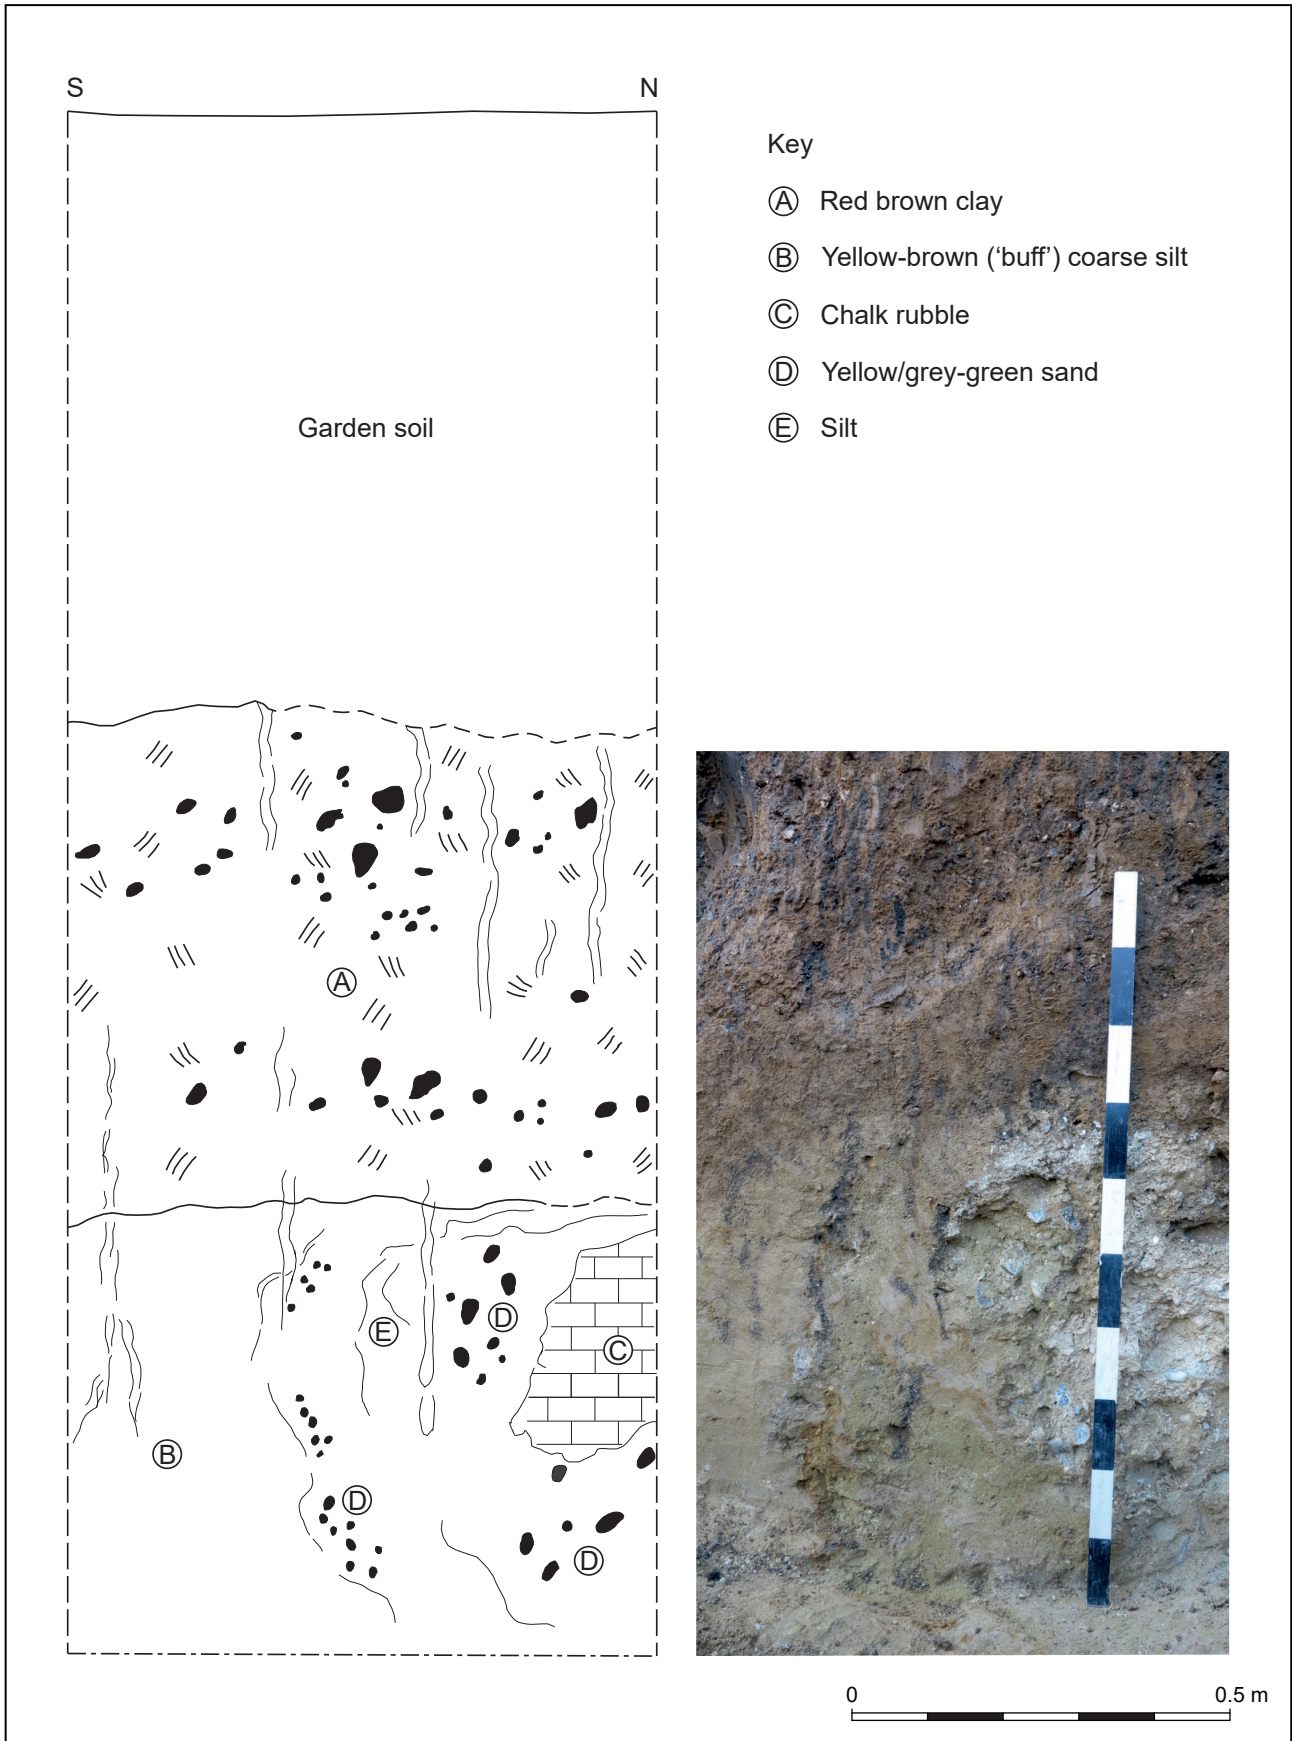 S
N
Key
A Red brown clay
B Yellow-brown (‘buff’) coarse silt
C Chalk rubble
D Yellow/grey-green sand
E Silt
Garden soil
A
E
D
C
B
D
D
0
0.5 m